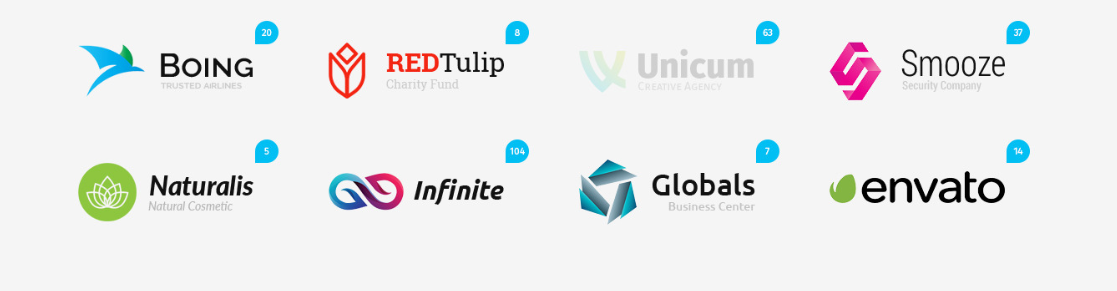 20
BOING
TRUSTED AIRLINES
8
REDTulip
Charity Fund
63
Unicum
CREATIVE AGENCY
37
Smooze
Security Company
5
Naturalis
Natural Cosmetic
104
Infinite
7
Globals
Business Center
14
envato